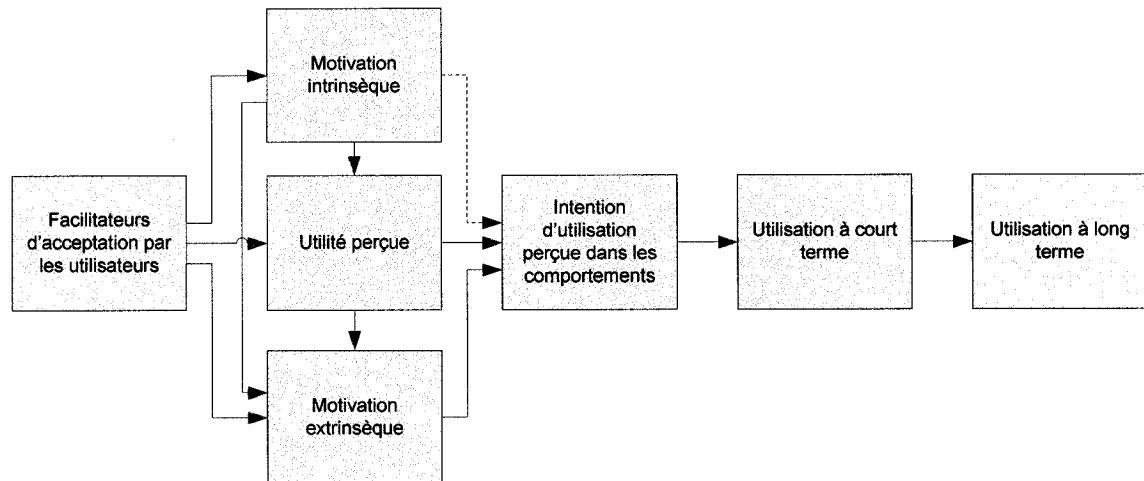 Motivation
intrinsèque
Facilitateurs
d'acceptation par
les utilisateurs
Utilité perçue
Intention
d'utilisation
perçue dans les
comportements
Utilisation à court
terme
Utilisation à long
terme
Motivation
extrinsèque